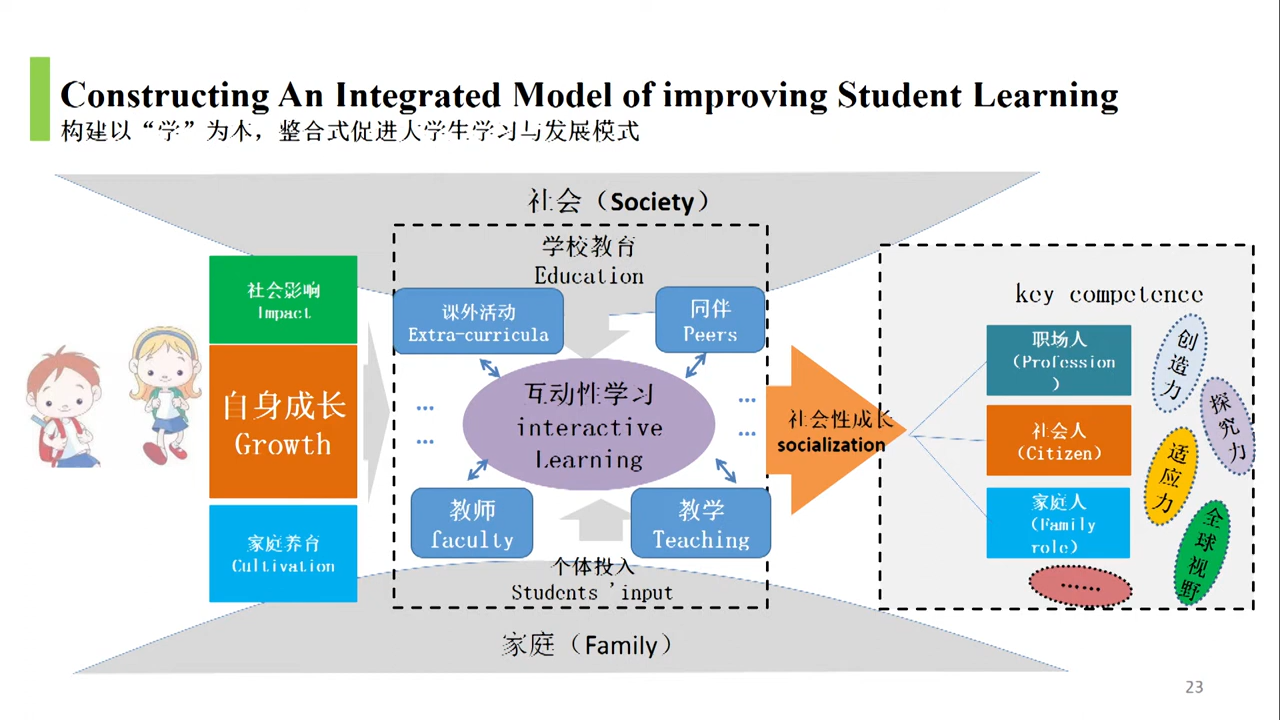 Constructing An Integrated Model of improving Student Learning
构建以“学”为本，整合式促进大学生学习与发展模式
社会（Society）
学校教育
Education
社会影响
Impact
自身成长
Growth
家庭养育
Cultivation
课外活动
Extra-curricula
同伴
Peers
互动性学习
interactive
Learning
...
...
...
...
教师
faculty
教学
Teaching
个体投入
Students 'input
家庭（Family）
社会性成长
socialization
key competence
职场人
（Profession
）
社会人
（Citizen）
家庭人
（Family
role）
......
创造力
探究力
适应力
全球视野
23